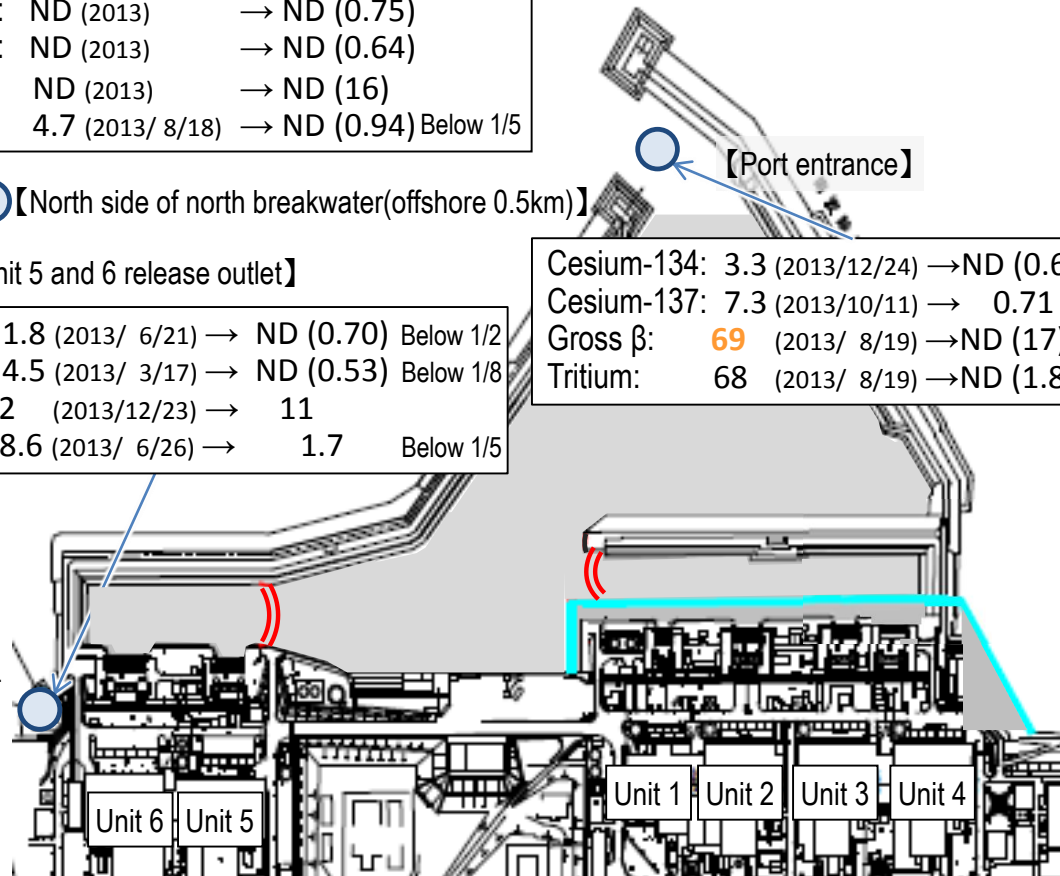 : ND (2013) → ND (0.75)
: ND (2013) → ND (0.64)
ND (2013) → ND (16)
4.7 (2013/ 8/18) → ND (0.94) Below 1/5
【Port entrance】
【North side of north breakwater(offshore 0.5km)】
nit 5 and 6 release outlet】
Cesium-134: 3.3 (2013/12/24) →ND (0.6
Cesium-137: 7.3 (2013/10/11) → 0.71
Gross β: 69 (2013/ 8/19) →ND (17)
Tritium: 68 (2013/ 8/19) →ND (1.8
1.8 (2013/ 6/21) → ND (0.70) Below 1/2
4.5 (2013/ 3/17) → ND (0.53) Below 1/8
2 (2013/12/23) → 11
8.6 (2013/ 6/26) → 1.7 Below 1/5
Unit 6 Unit 5 Unit 1 Unit 2 Unit 3 Unit 4